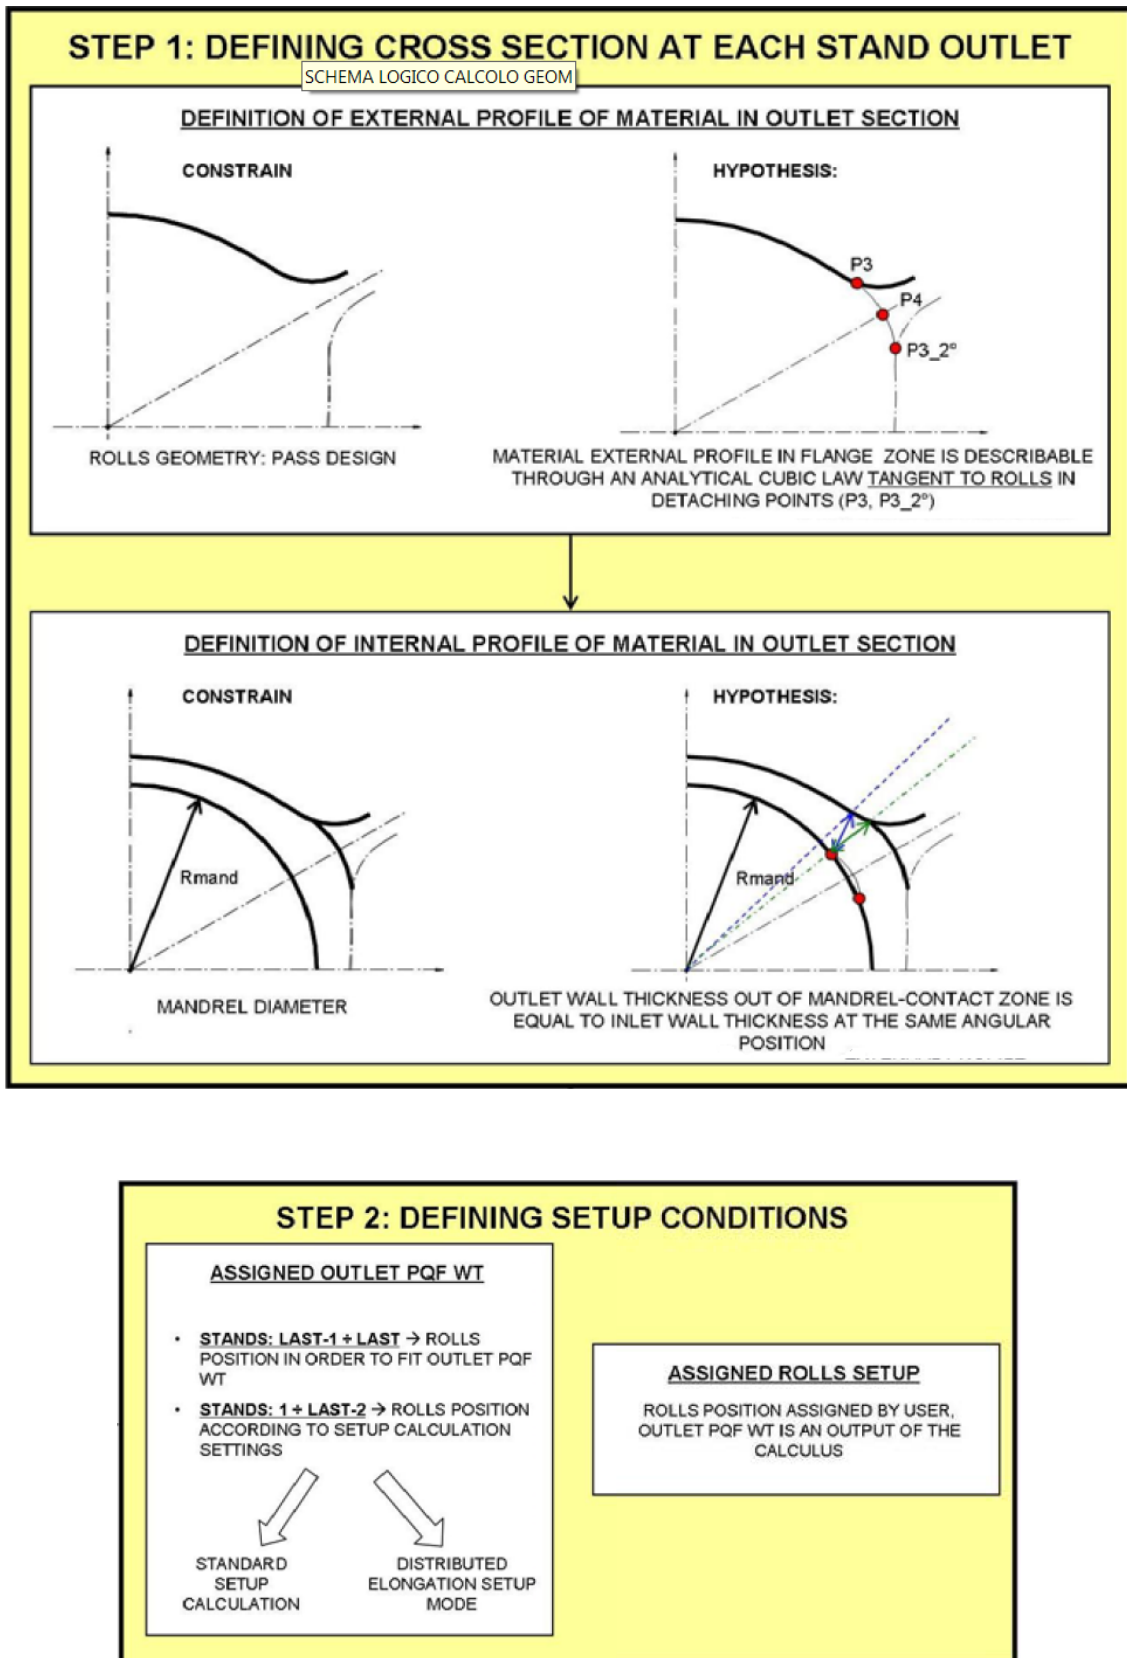 STEP 1: DEFINING CROSS SECTION AT EACH STAND OUTLET
SCHEMA LOGICO CALCOLO GEOM
DEFINITION OF EXTERNAL PROFILE OF MATERIAL IN OUTLET SECTION
CONSTRAIN
HYPOTHESIS:
P3
P4
P3_2°
ROLLS GEOMETRY: PASS DESIGN
MATERIAL EXTERNAL PROFILE IN FLANGE ZONE IS DESCRIBABLE
THROUGH AN ANALYTICAL CUBIC LAW TANGENT TO ROLLS IN
DETACHING POINTS (P3, P3_2°)
DEFINITION OF INTERNAL PROFILE OF MATERIAL IN OUTLET SECTION
CONSTRAIN
HYPOTHESIS:
Rmand
Rmand
MANDREL DIAMETER
OUTLET WALL THICKNESS OUT OF MANDREL-CONTACT ZONE IS
EQUAL TO INLET WALL THICKNESS AT THE SAME ANGULAR
POSITION
STEP 2: DEFINING SETUP CONDITIONS
ASSIGNED OUTLET PQF WT
• STANDS: LAST-1 ÷ LAST → ROLLS
POSITION IN ORDER TO FIT OUTLET PQF
WT
• STANDS: 1 ÷ LAST-2 → ROLLS POSITION
ACCORDING TO SETUP CALCULATION
SETTINGS
STANDARD
SETUP
CALCULATION
DISTRIBUTED
ELONGATION SETUP
MODE
ASSIGNED ROLLS SETUP
ROLLS POSITION ASSIGNED BY USER,
OUTLET PQF WT IS AN OUTPUT OF THE
CALCULUS